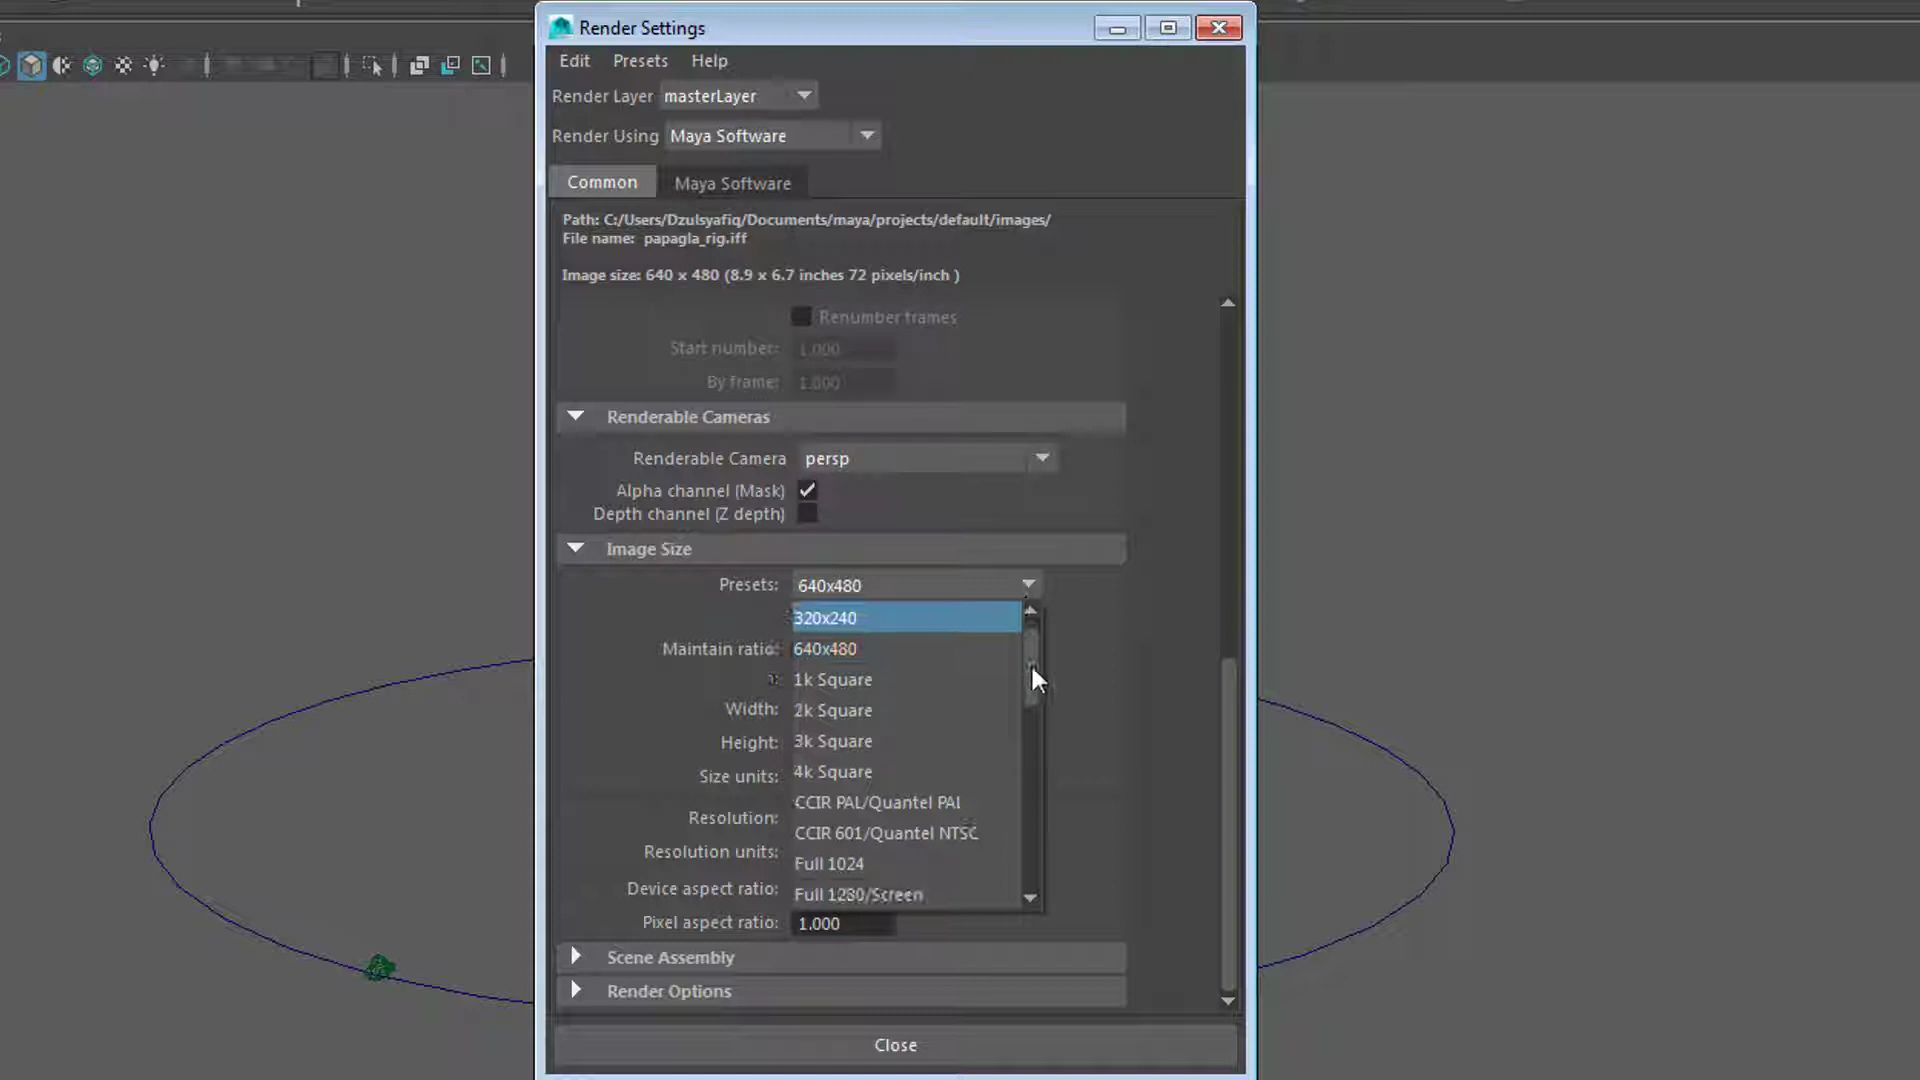 Render Settings
Edit Presets Help
Render Layer masterLayer
Render Using Maya Software
Common Maya Software
Path: C:/Users/Dzulsyafiq/Documents/maya/projects/default/images/
File name: papagla_rig.iff
Image size: 640 x 480 (8.9 x 6.7 inches 72 pixels/inch )
Renumber frames
Start number: 1.000
By frame: 1.000
Renderable Cameras
Renderable Camera persp
Alpha channel (Mask)
Depth channel (Z depth)
Image Size
Presets: 640x480
320x240
Maintain ratio: 640x480
1k Square
Width: 2k Square
Height: 3k Square
Size units: 4k Square
CCIR PAL/Quantel PAL
Resolution: CCIR 601/Quantel NTSC
Resolution units: Full 1024
Device aspect ratio: Full 1280/Screen
Pixel aspect ratio: 1.000
Scene Assembly
Render Options
Close